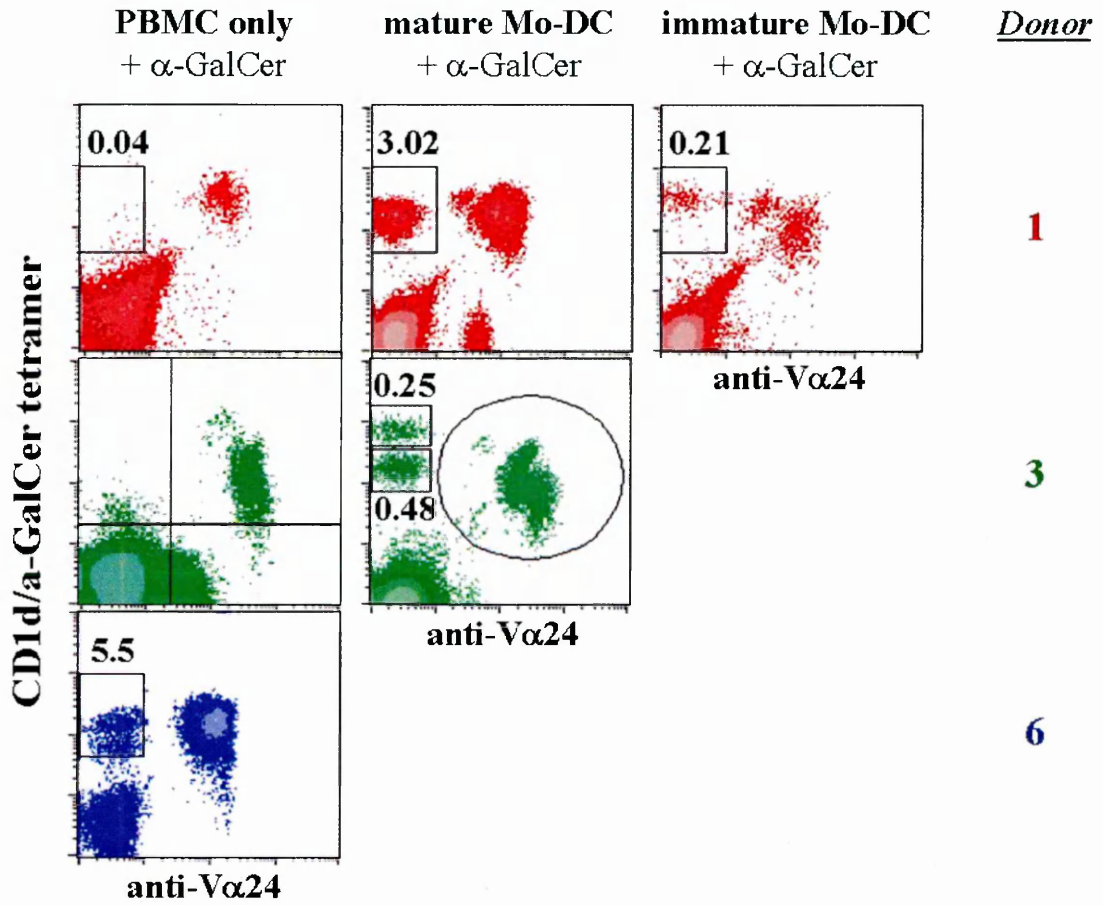 PBMC only
+ α-GalCer
mature Mo-DC
+ α-GalCer
immature Mo-DC
+ α-GalCer
Donor
CD1d/a-GalCer tetramer
0.04
3.02
0.21
1
anti-Vα24
0.25
0.48
3
anti-Vα24
5.5
6
anti-Vα24